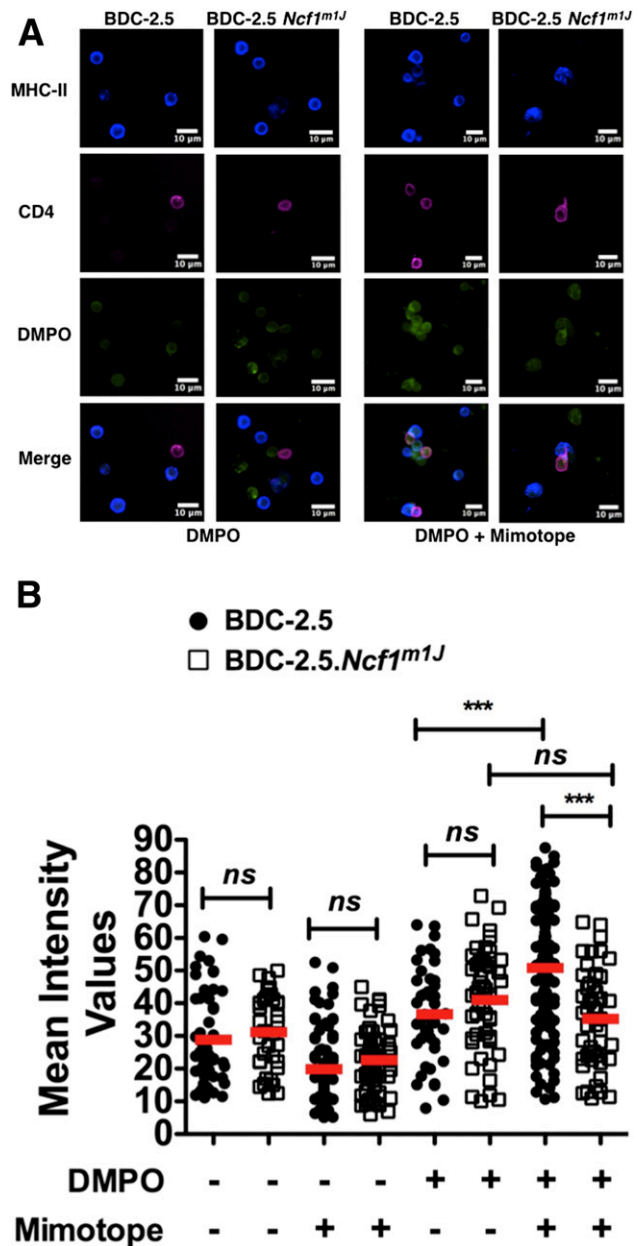 A
BDC-2.5 BDC-2.5 Ncf1m1J BDC-2.5 BDC-2.5 Ncf1m1J
MHC-II
10 μm 10 μm 10 μm 10 μm
CD4
10 μm 10 μm 10 μm 10 μm
DMPO
10 μm 10 μm 10 μm 10 μm
Merge
10 μm 10 μm 10 μm 10 μm
DMPO DMPO + Mimotope
B
BDC-2.5
BDC-2.5.Ncf1m1J
***
ns
***
ns ns ns
Mean Intensity
Values
90
80
70
60
50
40
30
20
10
0
DMPO - - - - + + + +
Mimotope - - + + - - + +